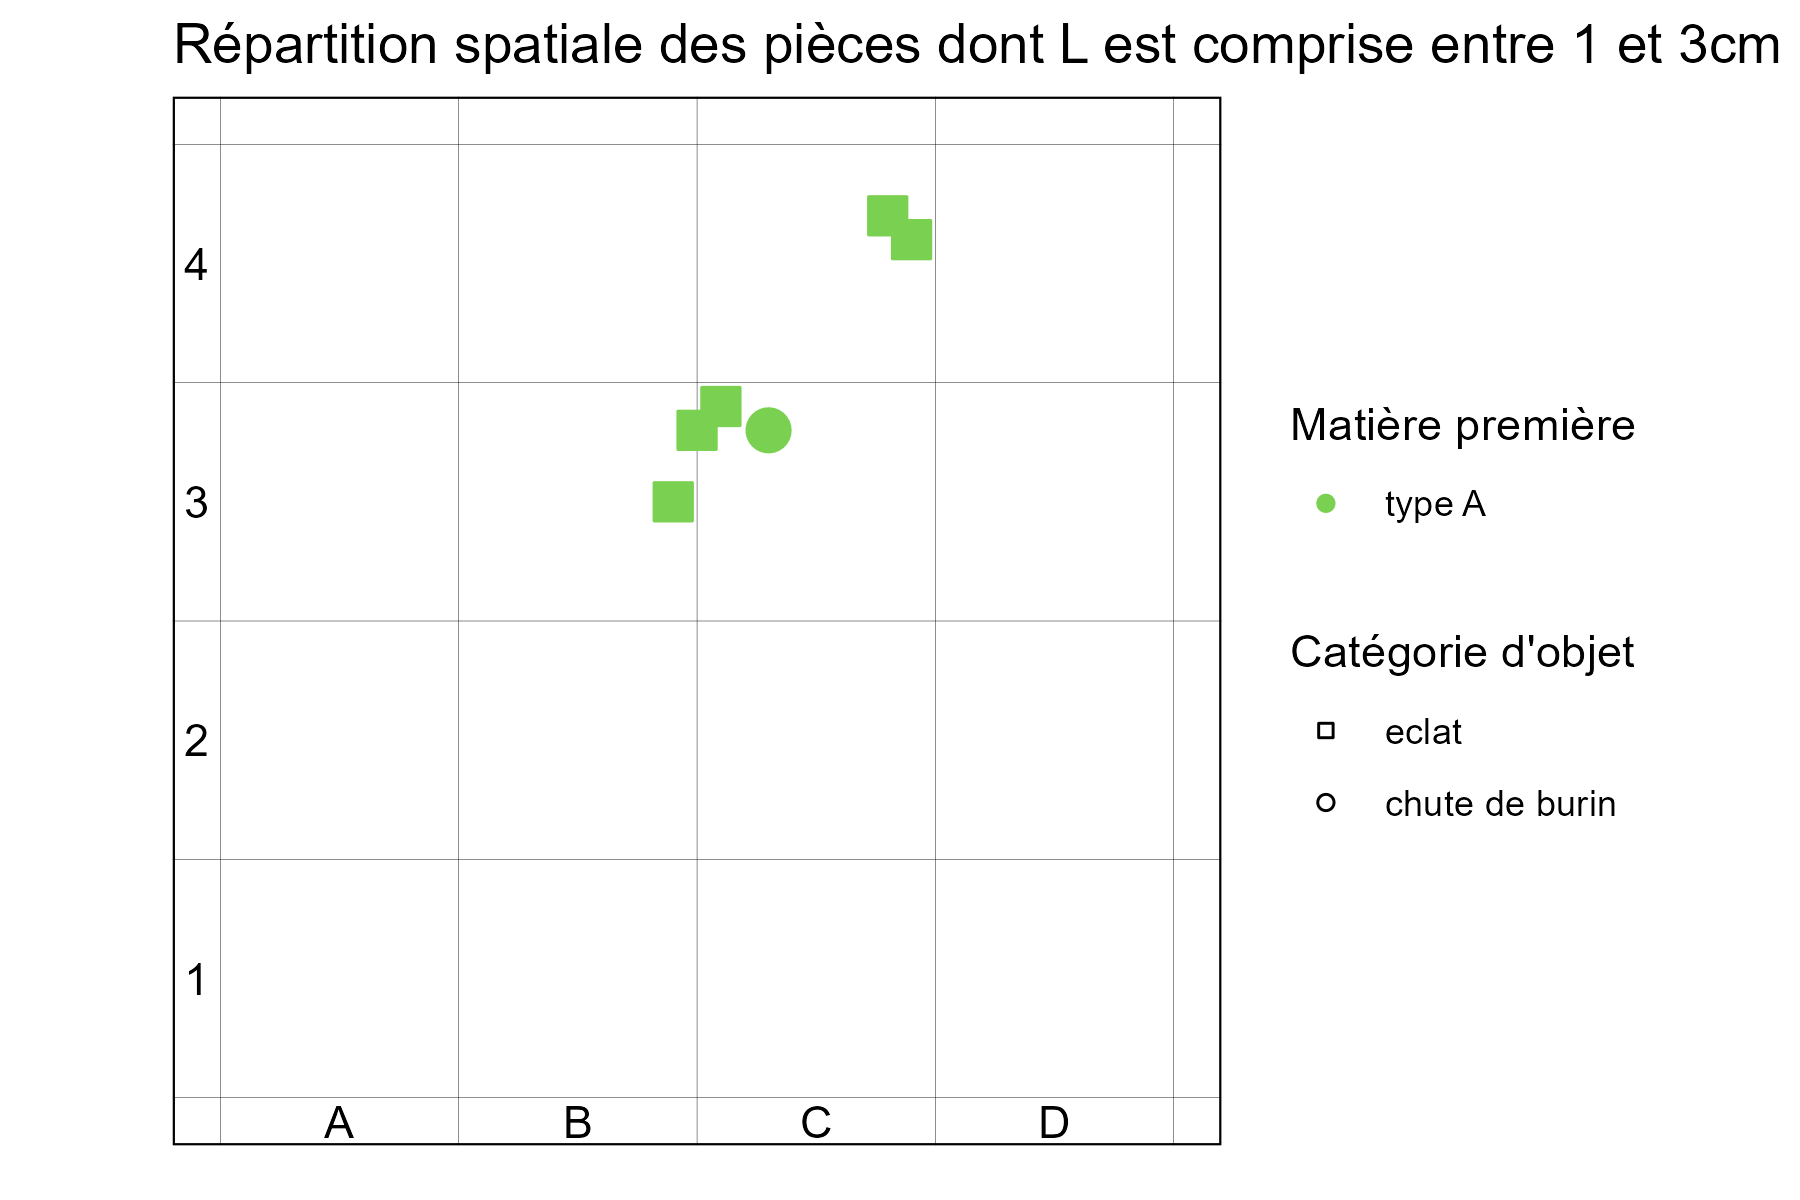 Répartition spatiale des pièces dont L est comprise entre 1 et 3cm
4
3
2
1
A
B
C
D
Matière première
type A
Catégorie d'objet
eclat
chute de burin